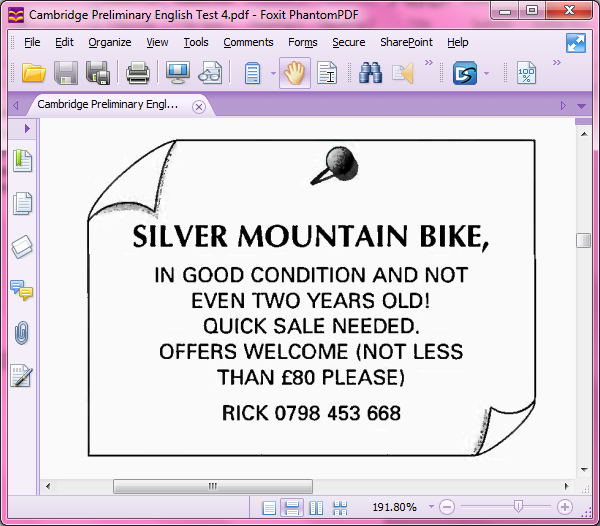 Cambridge Preliminary English Test 4.pdf - Foxit PhantomPDF
File Edit Organize View Tools Comments Forms Secure SharePoint Help
100 %
Cambridge Preliminary Engl...
SILVER MOUNTAIN BIKE,
IN GOOD CONDITION AND NOT
EVEN TWO YEARS OLD!
QUICK SALE NEEDED.
OFFERS WELCOME (NOT LESS
THAN £80 PLEASE)
RICK 0798 453 668
191.80%